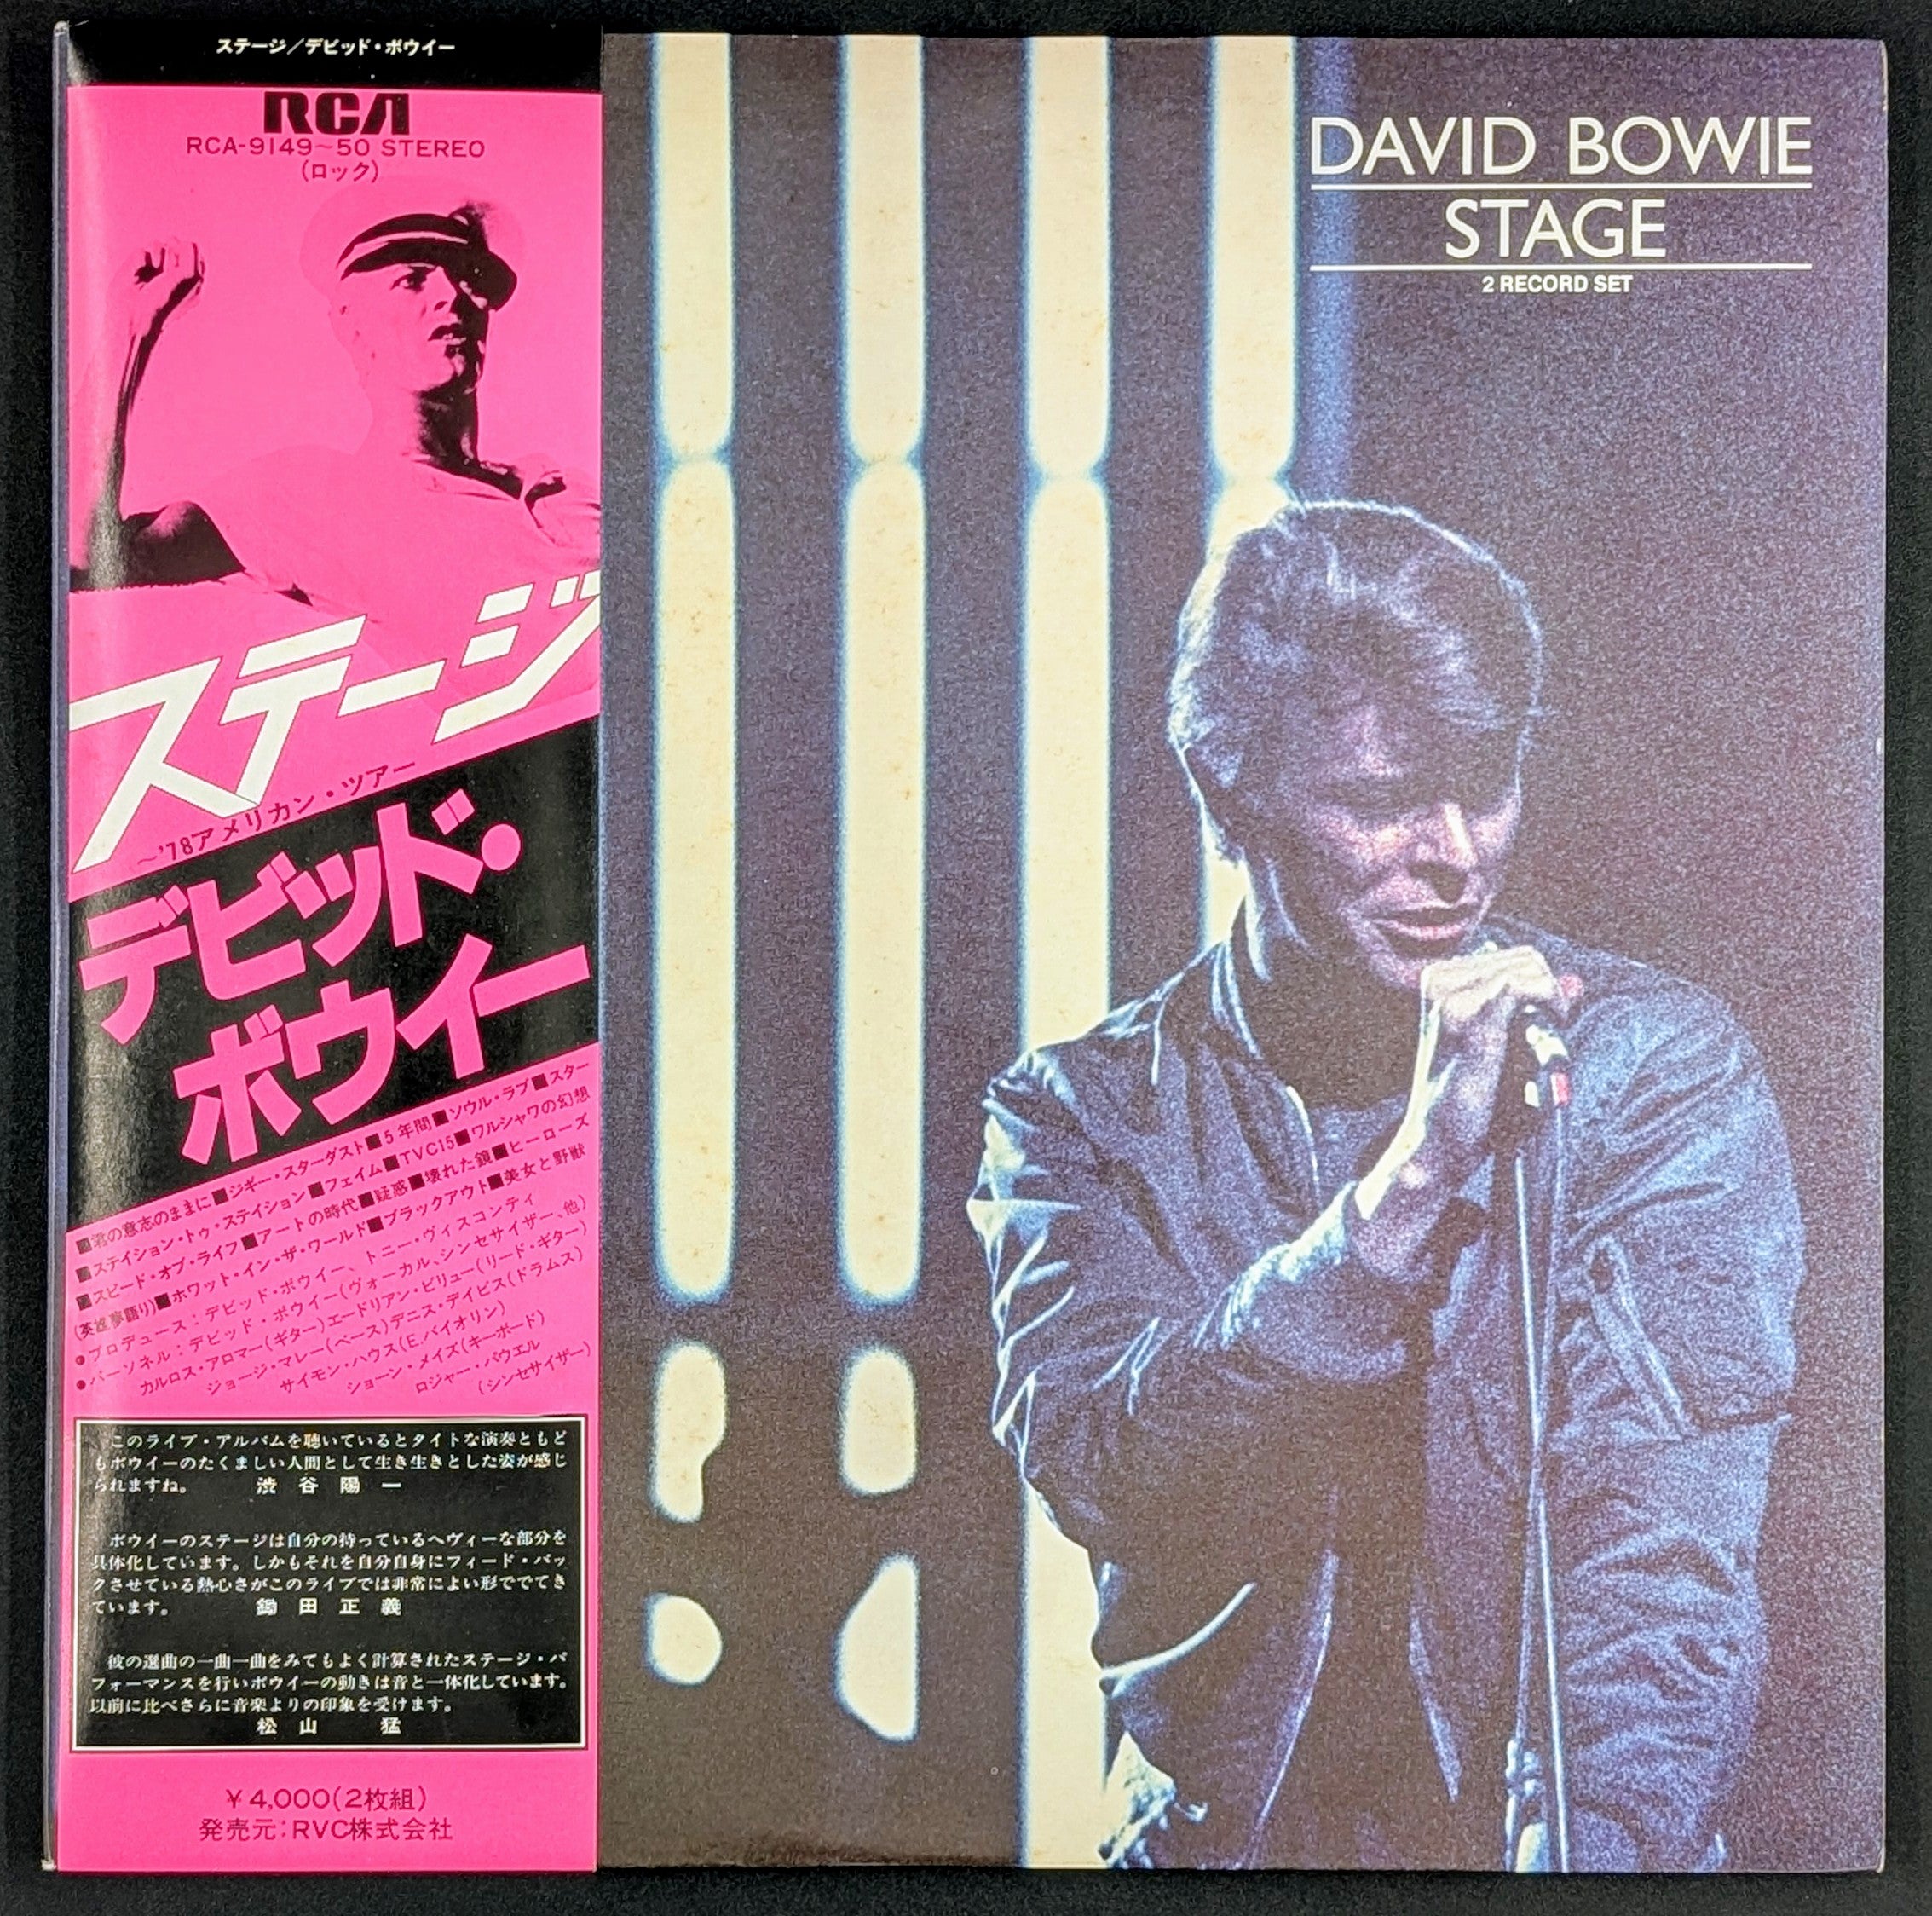 ステージ/デビッド・ボウイー
RCA
RCA-9149~50 STEREO
(ロック)
ステージ
~'78アメリカン・ツアー
デビッド・
ボウイー
■君の意志のままに■ジギー・スターダスト■5年間■ソウル・ラブ■スター
■ステイション・トゥ・ステイション■フェイム■TVC15■ワルシャワの幻想
■スピード・オブ・ライフ■アートの時代■疑惑■壊れた鏡■ヒーローズ
(英雄夢語り)■ホワット・イン・ザ・ワールド■ブラックアウト■美女と野獣
●プロデュース:デビッド・ボウイー、トニー・ヴィスコンティ
●パーソネル:デビッド・ボウイー(ヴォーカル、シンセサイザー、他)
カルロス・アロマー(ギター)エードリアン・ビリュー(リード・ギター)
ジョージ・マレー(ベース)デニス・デイビス(ドラムス)
サイモン・ハウス(E.バイオリン)
ショーン・メイズ(キーボード)
ロジャー・パウエル
(シンセサイザー)
このライブ・アルバムを聴いているとタイトな演奏ともど
もボウイーのたくましい人間として生き生きとした姿が感じ
られますね。 渋谷陽一
ボウイーのステージは自分の持っているヘヴィーな部分を
具体化しています。しかもそれを自分自身にフィード・バッ
クさせている熱心さがこのライブでは非常によい形ででてき
ています。 鋤田正義
彼の選曲の一曲一曲をみてもよく計算されたステージ・パ
フォーマンスを行いボウイーの動きは音と一体化しています。
以前に比べさらに音楽よりの印象を受けます。
松山 猛
¥4,000(2枚組)
発売元:RVC株式会社
DAVID BOWIE
STAGE
2 RECORD SET